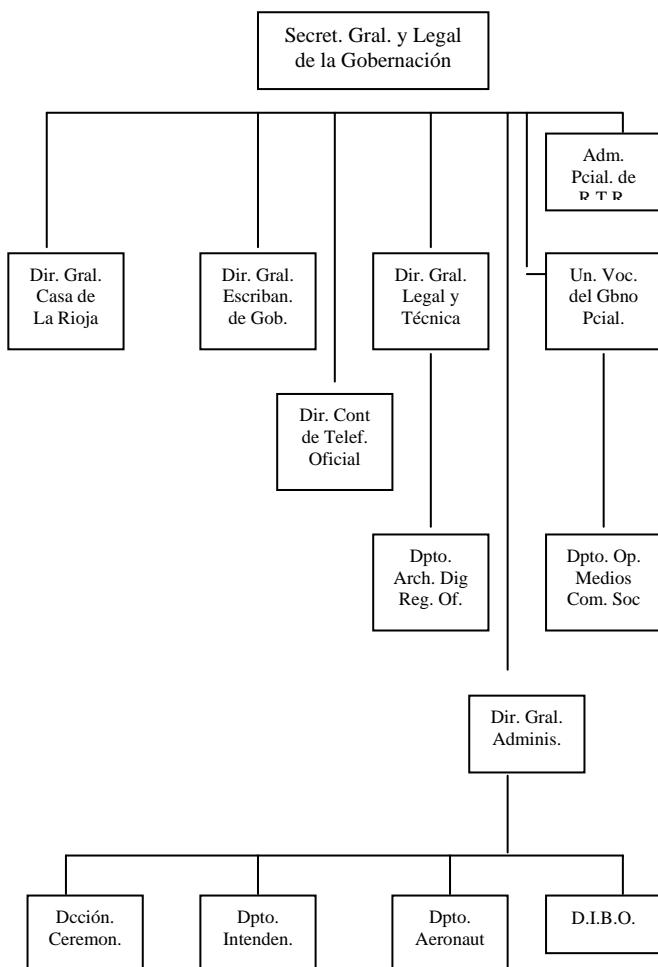 Secret. Gral. y Legal
de la Gobernación
Adm.
Pcial. de
R.T.R.
Dir. Gral.
Casa de
La Rioja
Dir. Gral.
Escriban.
de Gob.
Dir. Gral.
Legal y
Técnica
Un. Voc.
del Gbno
Pcial.
Dir. Cont
de Telef.
Oficial
Dpto.
Arch. Dig
Reg. Of.
Dpto. Op.
Medios
Com. Soc
Dir. Gral.
Adminis.
Dcción.
Ceremon.
Dpto.
Intenden.
Dpto.
Aeronaut
D.I.B.O.